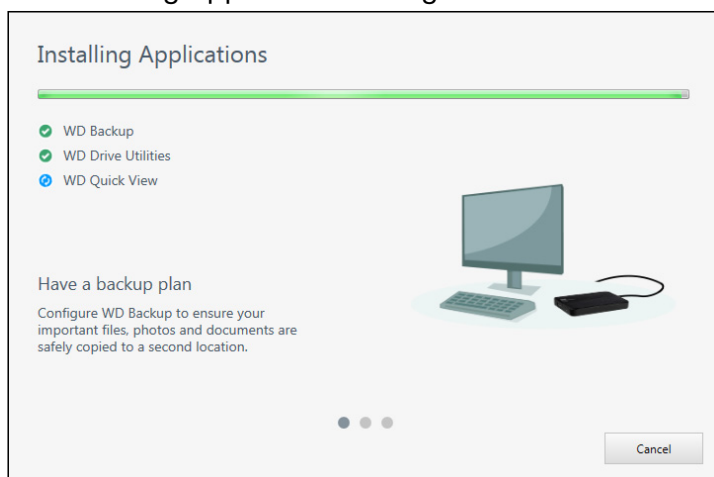 Installing Applications
WD Backup
WD Drive Utilities
WD Quick View
Have a backup plan
Configure WD Backup to ensure your
important files, photos and documents are
safely copied to a second location.
Cancel